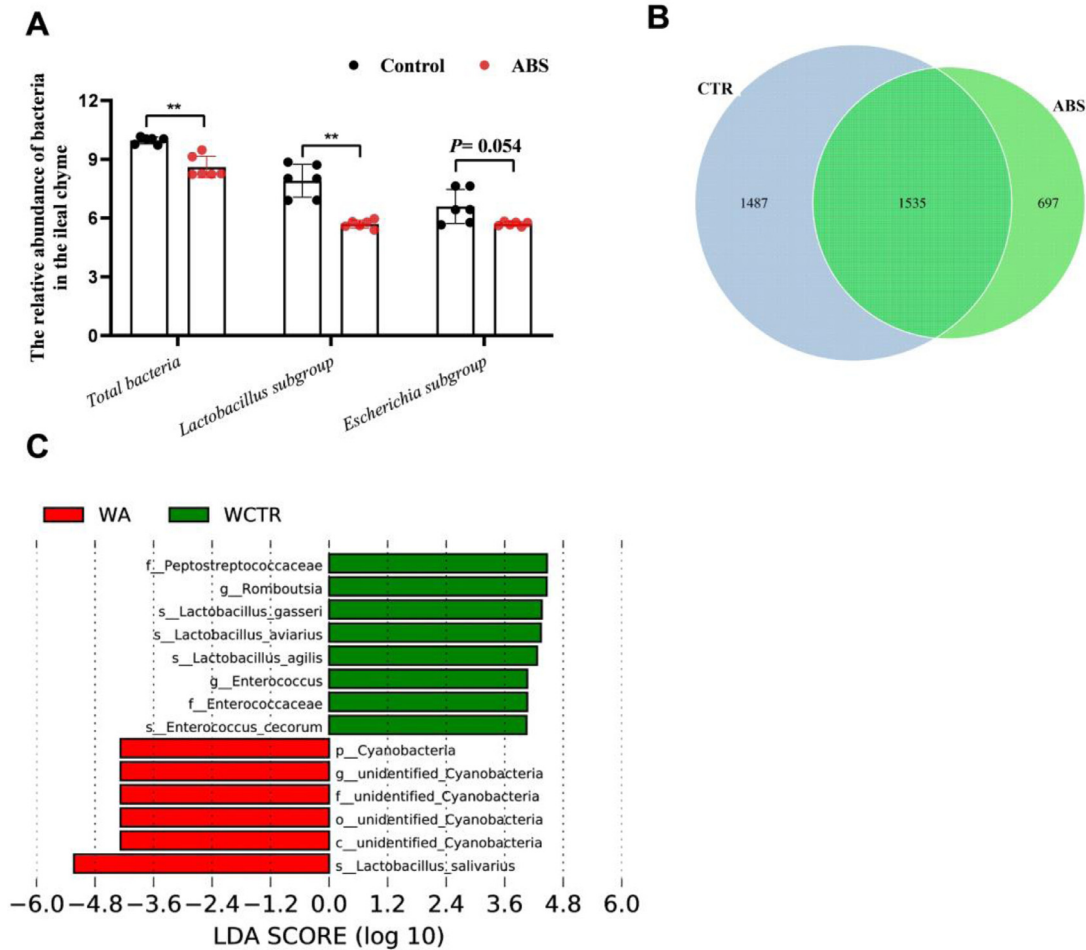 A
Control
ABS
The relative abundance of bacteria
in the ileal chyme
12
9
6
3
0
**
**
P= 0.054
Total bacteria
Lactobacillus subgroup
Escherichia subgroup
B
CTR
ABS
1487
1535
697
C
WA
WCTR
f__Peptostreptococcaceae
g__Romboutsia
s__Lactobacillus_gasseri
s__Lactobacillus_aviarius
s__Lactobacillus_agilis
g__Enterococcus
f__Enterococcaceae
s__Enterococcus_cecorum
p__Cyanobacteria
g__unidentified_Cyanobacteria
f__unidentified_Cyanobacteria
o__unidentified_Cyanobacteria
c__unidentified_Cyanobacteria
s__Lactobacillus_salivarius
−6.0 −4.8 −3.6 −2.4 −1.2 0.0 1.2 2.4 3.6 4.8 6.0
LDA SCORE (log 10)